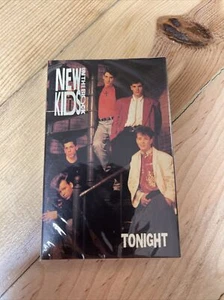 NEW
KIDS
ON THE BLOCK
TONIGHT